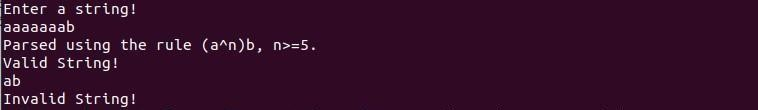 Enter a string!
aaaaaaab
Parsed using the rule (a^n)b, n>=5.
Valid String!
ab
Invalid String!